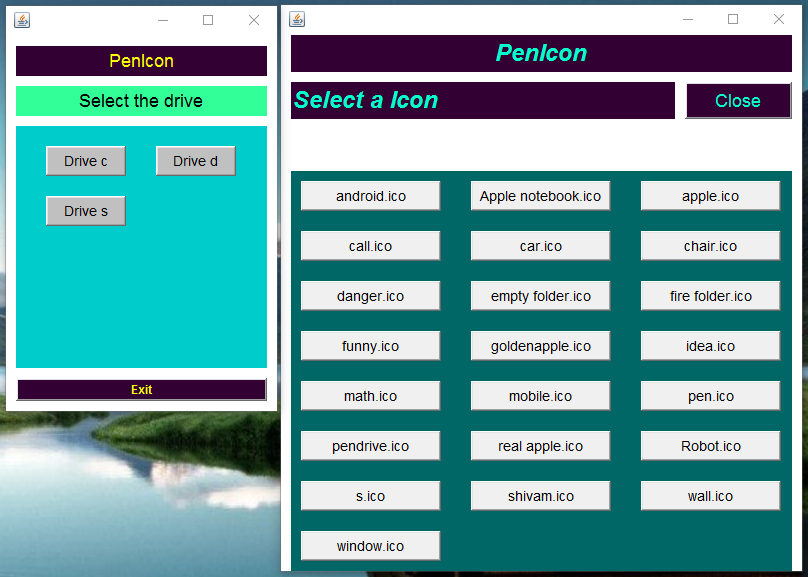 PenIcon
Select the drive
Drive c
Drive d
Drive s
Exit
PenIcon
Select a Icon
Close
android.ico
Apple notebook.ico
apple.ico
call.ico
car.ico
chair.ico
danger.ico
empty folder.ico
fire folder.ico
funny.ico
goldenapple.ico
idea.ico
math.ico
mobile.ico
pen.ico
pendrive.ico
real apple.ico
Robot.ico
s.ico
shivam.ico
wall.ico
window.ico